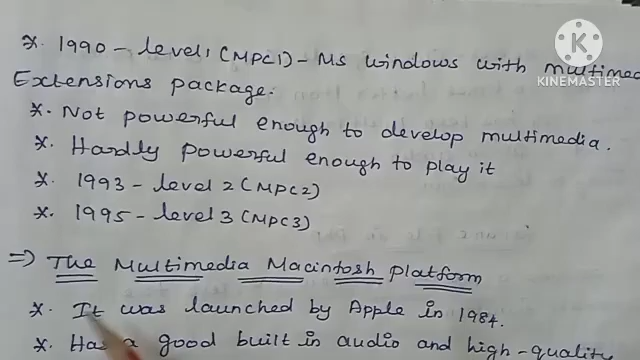 *. 1990 - level, (MPC1) - Ms windows with multimed
Extensions package.
*. Not powerful enough to develop multimedia.
*. Hardly powerful enough to play it
*. 1993 - level 2 (MPC2)
*. 1995 - level 3 (MPC3)
⇒ The Multimedia Macintosh Platform
*. It was launched by Apple in 1984.
*. Has a good built in audio and high-quality
KINEMASTER